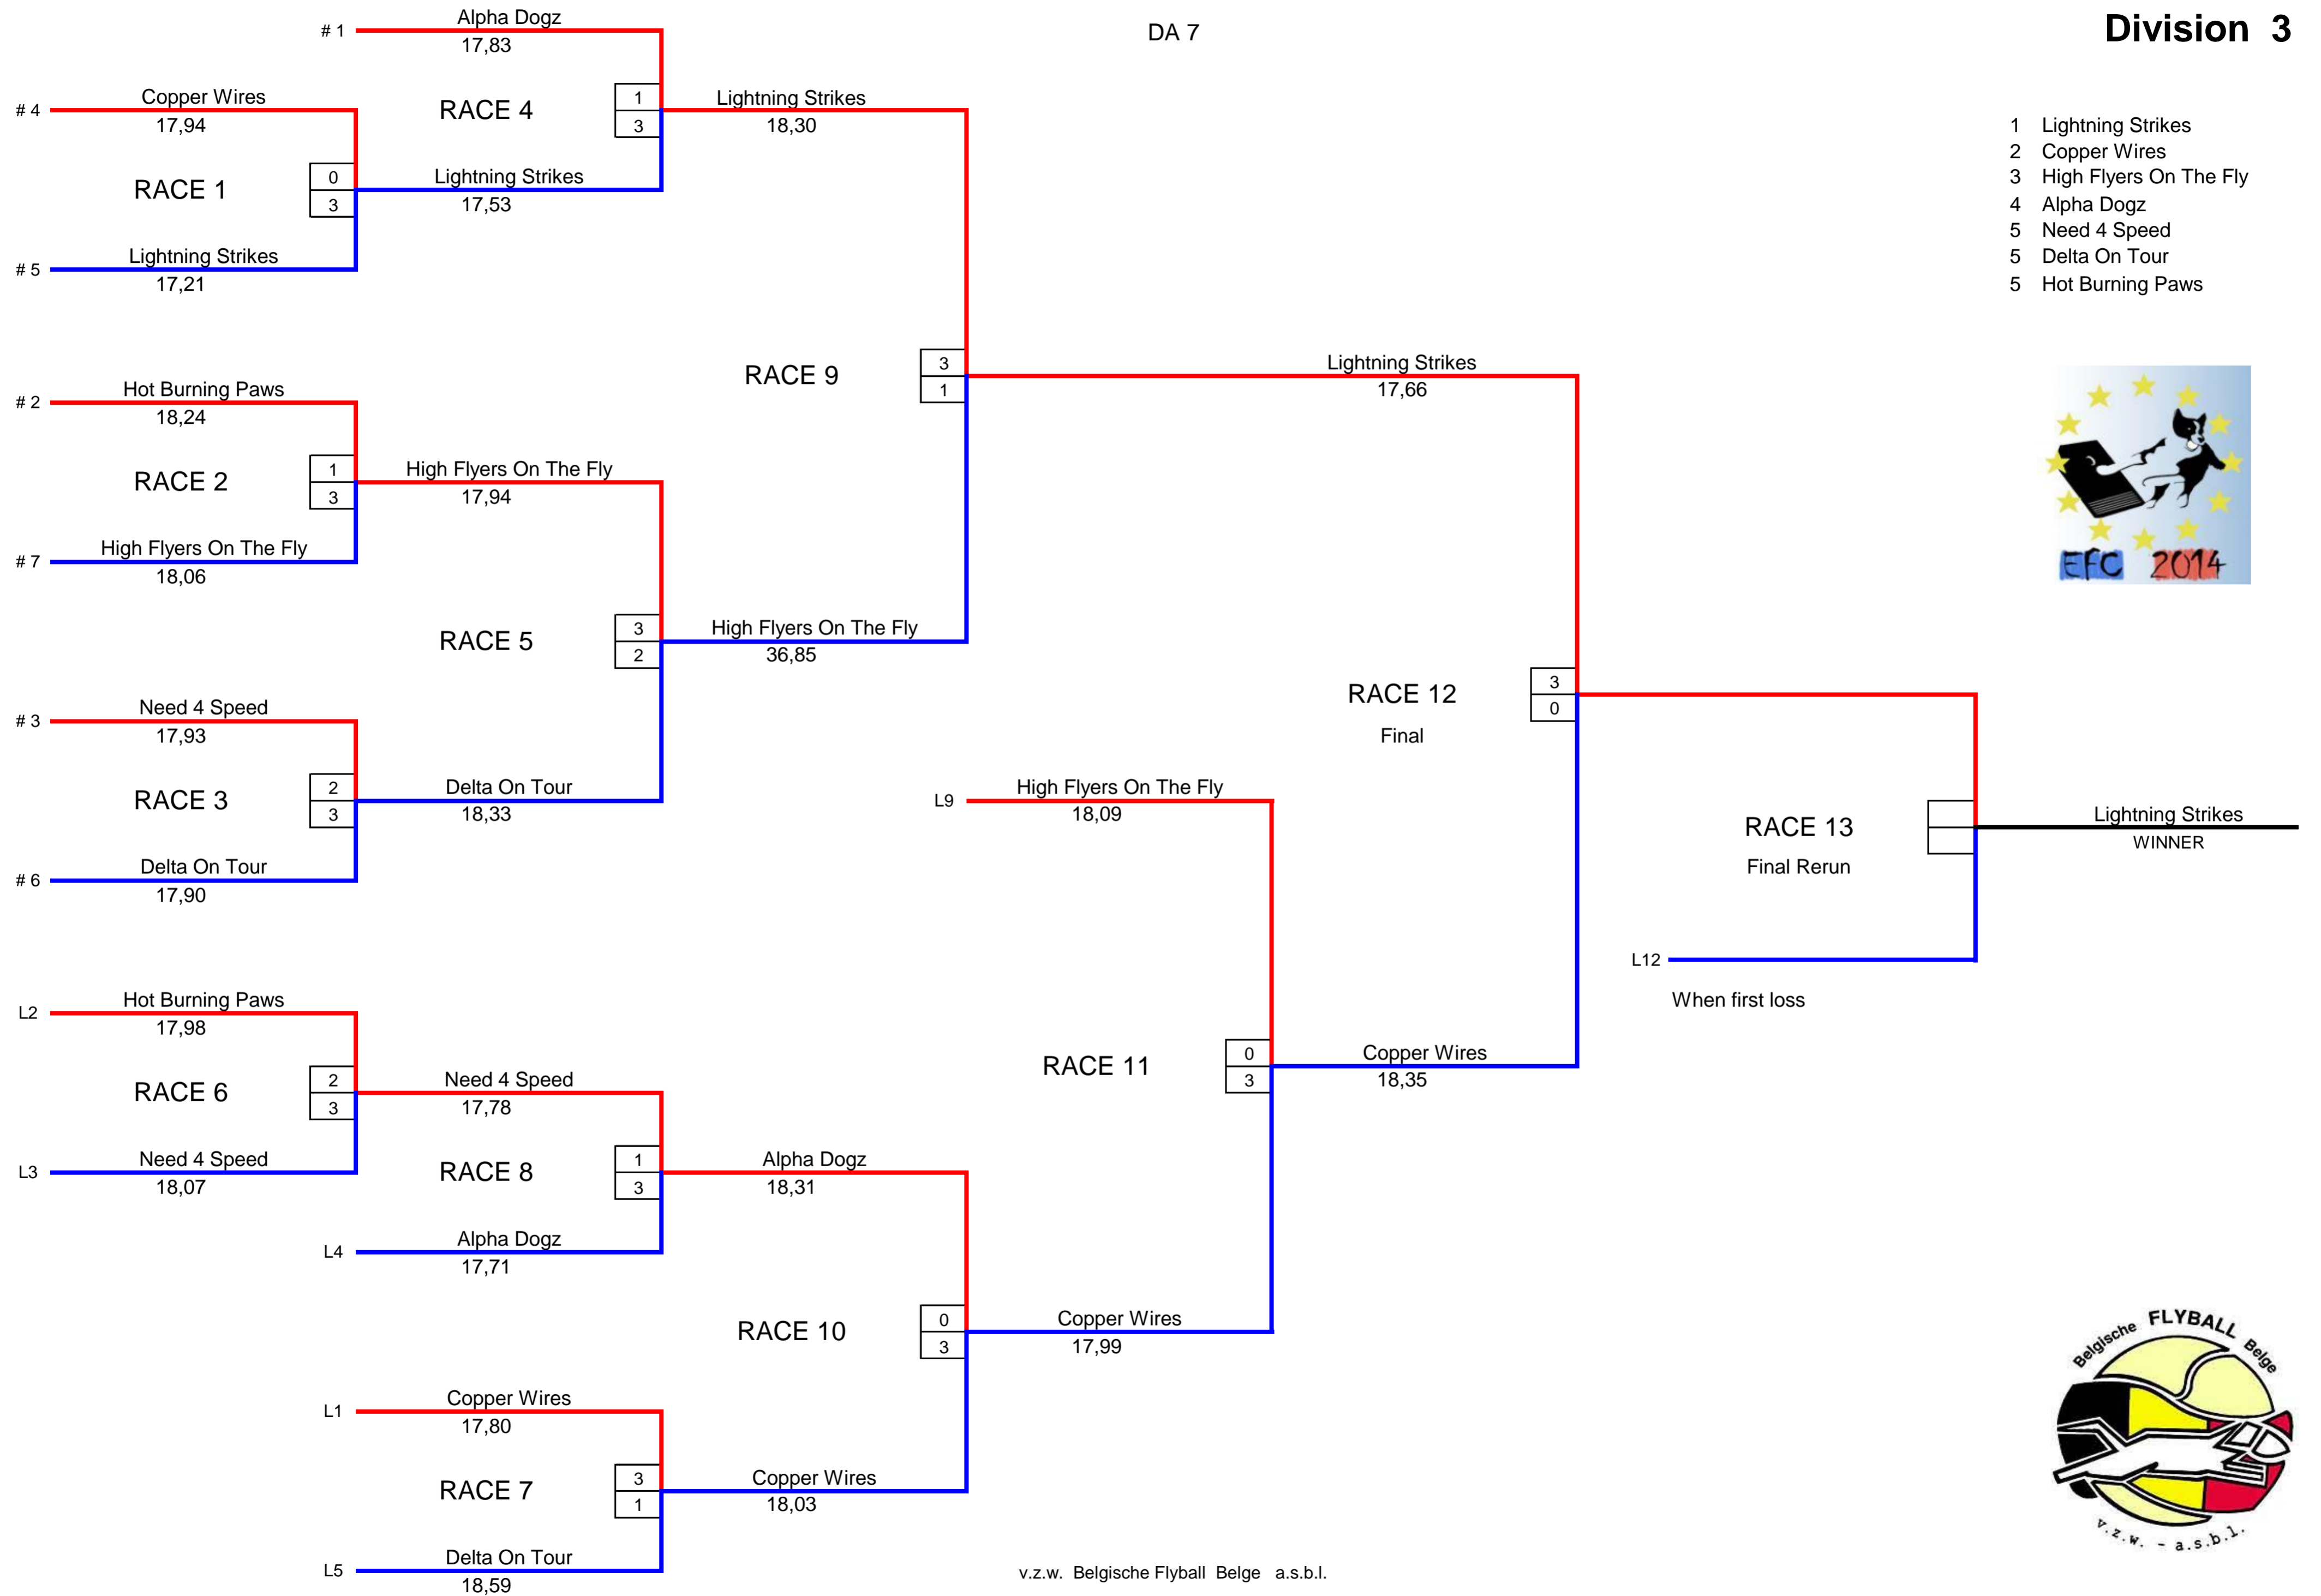 DA 7
Division 3
1 Lightning Strikes
2 Copper Wires
3 High Flyers On The Fly
4 Alpha Dogz
5 Need 4 Speed
5 Delta On Tour
5 Hot Burning Paws
# 1
Alpha Dogz
17,83
# 4
Copper Wires
17,94
RACE 4
1
3
Lightning Strikes
18,30
RACE 1
0
3
Lightning Strikes
17,53
# 5
Lightning Strikes
17,21
RACE 9
3
1
Lightning Strikes
17,66
# 2
Hot Burning Paws
18,24
RACE 2
1
3
High Flyers On The Fly
17,94
# 7
High Flyers On The Fly
18,06
EFC 2014
RACE 5
3
2
High Flyers On The Fly
36,85
# 3
Need 4 Speed
17,93
RACE 12
Final
3
0
RACE 3
2
3
Delta On Tour
18,33
L9
High Flyers On The Fly
18,09
RACE 13
Final Rerun
Lightning Strikes
WINNER
# 6
Delta On Tour
17,90
L12
When first loss
L2
Hot Burning Paws
17,98
RACE 6
2
3
Need 4 Speed
17,78
RACE 11
0
3
Copper Wires
18,35
L3
Need 4 Speed
18,07
RACE 8
1
3
Alpha Dogz
18,31
L4
Alpha Dogz
17,71
RACE 10
0
3
Copper Wires
17,99
L1
Copper Wires
17,80
RACE 7
3
1
Copper Wires
18,03
L5
Delta On Tour
18,59
v.z.w. Belgische Flyball Belge a.s.b.l.
Belgische FLYBALL Belge
v.z.w. - a.s.b.l.